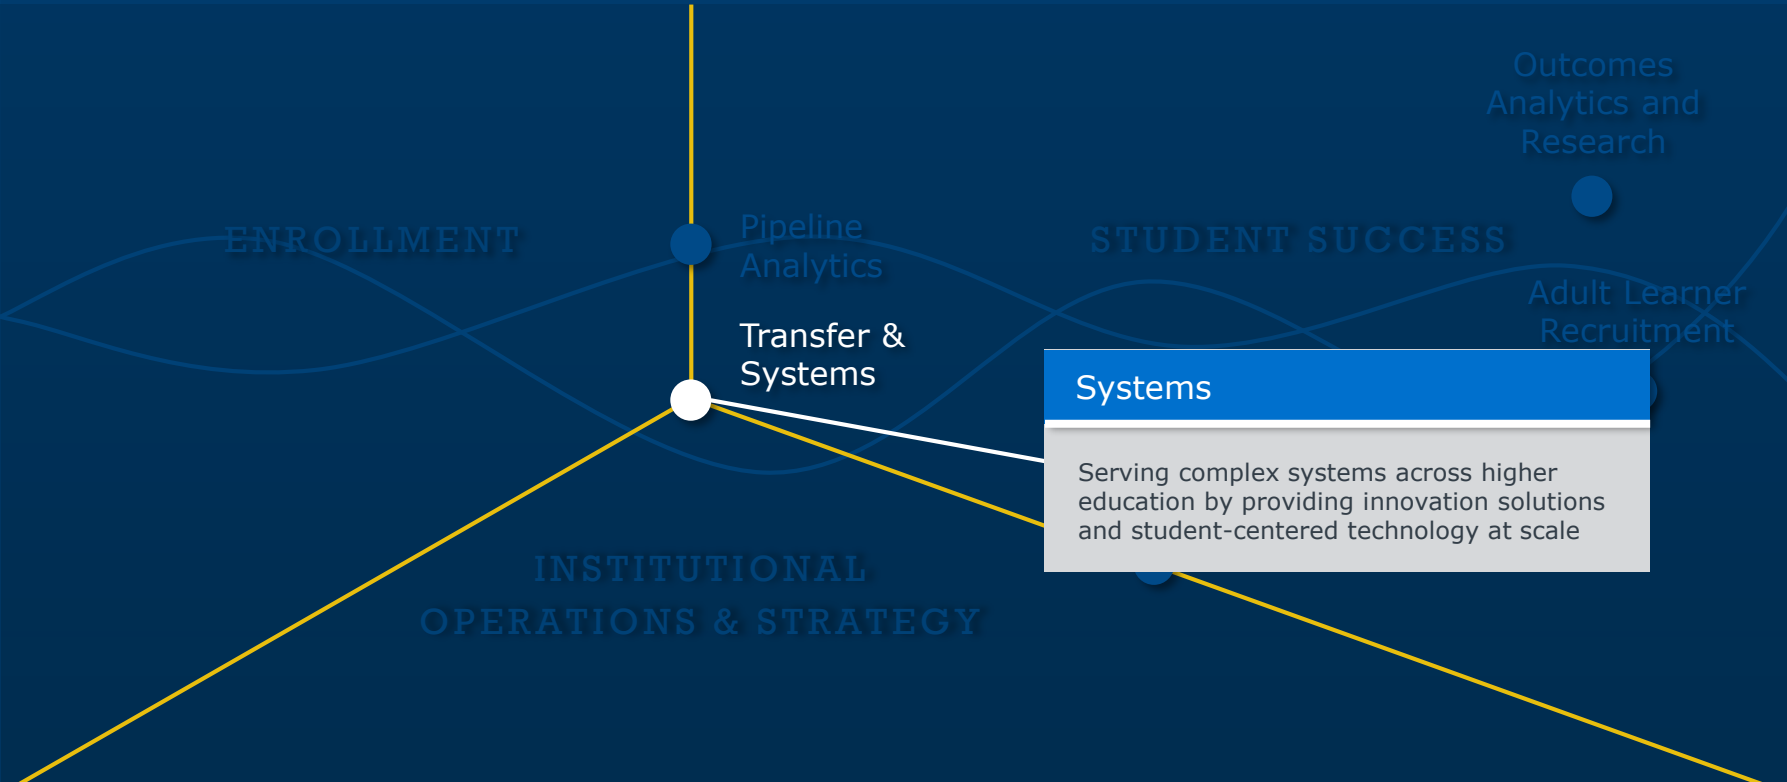 Outcomes
Analytics and
Research
ENROLLMENT
Pipeline
Analytics
STUDENT SUCCESS
Adult Learner
Recruitment
Transfer &
Systems
Systems
Serving complex systems across higher
education by providing innovation solutions
and student-centered technology at scale
INSTITUTIONAL
OPERATIONS & STRATEGY